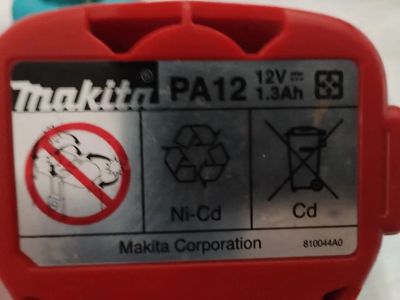 makita® PA12 12V⎓ 1.3Ah
Ni-Cd Cd
Makita Corporation 810044A0